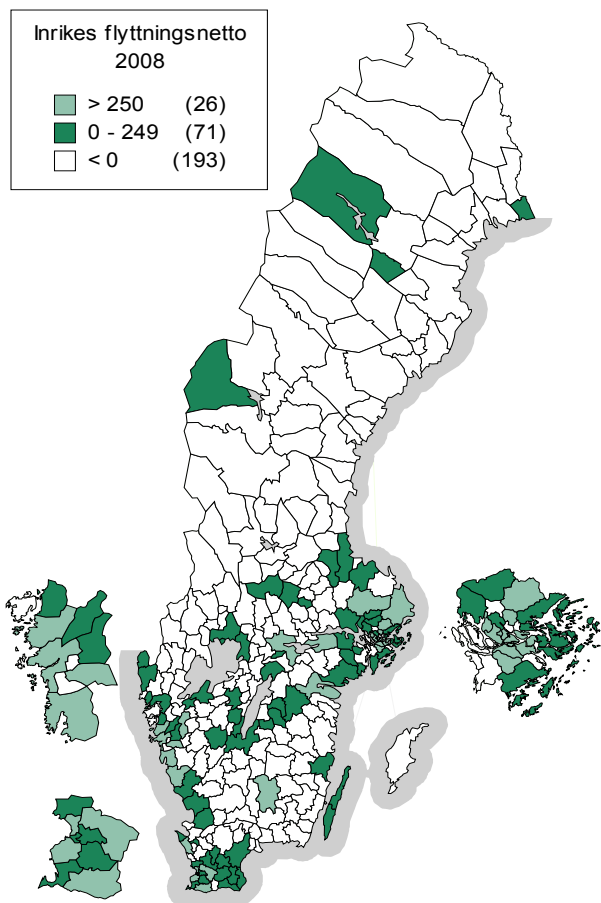 Inrikes flyttningsnetto
2008
> 250 (26)
0 - 249 (71)
< 0 (193)